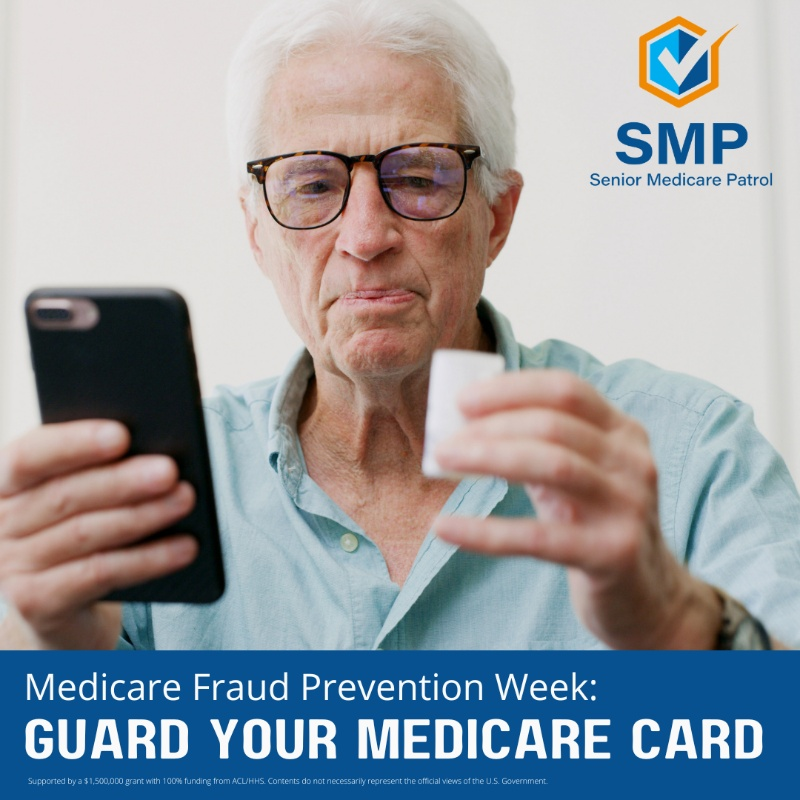 SMP
Senior Medicare Patrol
Medicare Fraud Prevention Week:
GUARD YOUR MEDICARE CARD
Supported by a $1,500,000 grant with 100% funding from ACL/HHS. Contents do not necessarily represent the official views of the U.S. Government.